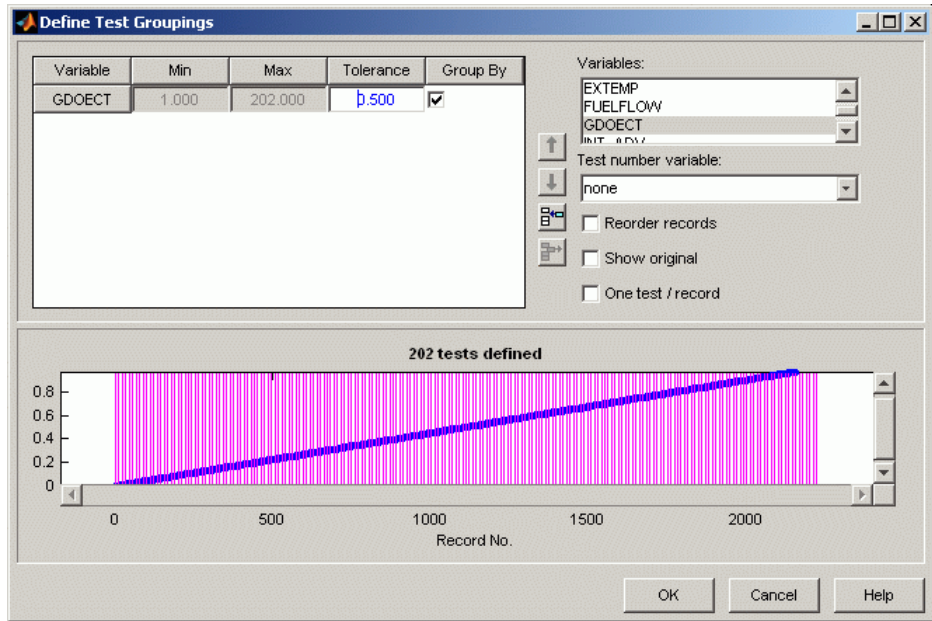 Define Test Groupings
Variable Min Max Tolerance Group By
GDOECT 1.000 202.000 0.500
Variables:
EXTEMP
FUELFLOW
GDOECT
Test number variable:
none
Reorder records
Show original
One test / record
202 tests defined
0.8
0.6
0.4
0.2
0
0 500 1000 1500 2000
Record No.
OK Cancel Help